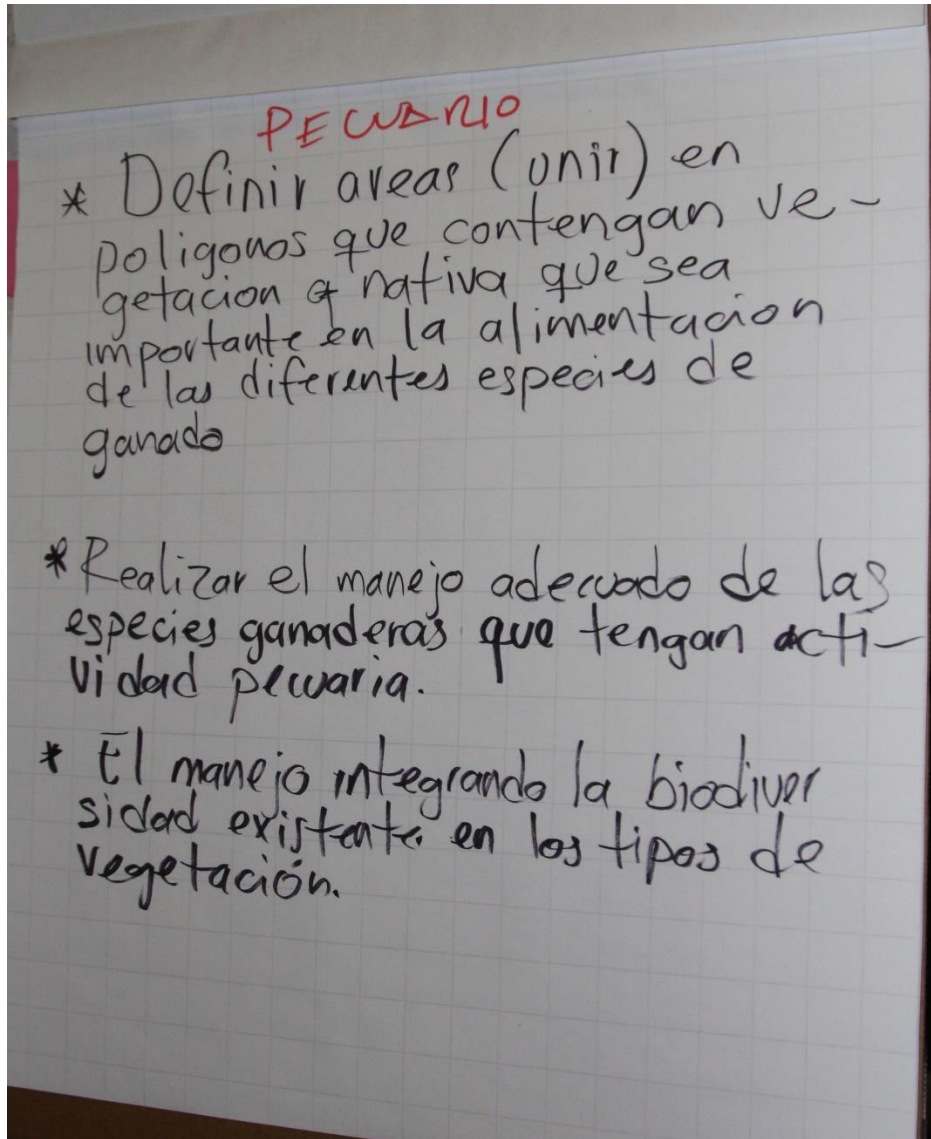 PECUARIO
* Definir areas (unir) en
poligonos que contengan ve-
getacion nativa que sea
importante en la alimentacion
de las diferentes especies de
ganado
* Realizar el manejo adecuado de las
especies ganaderas que tengan acti-
vidad pecuaria.
* El manejo integrando la biodiver
sidad existente en los tipos de
vegetación.